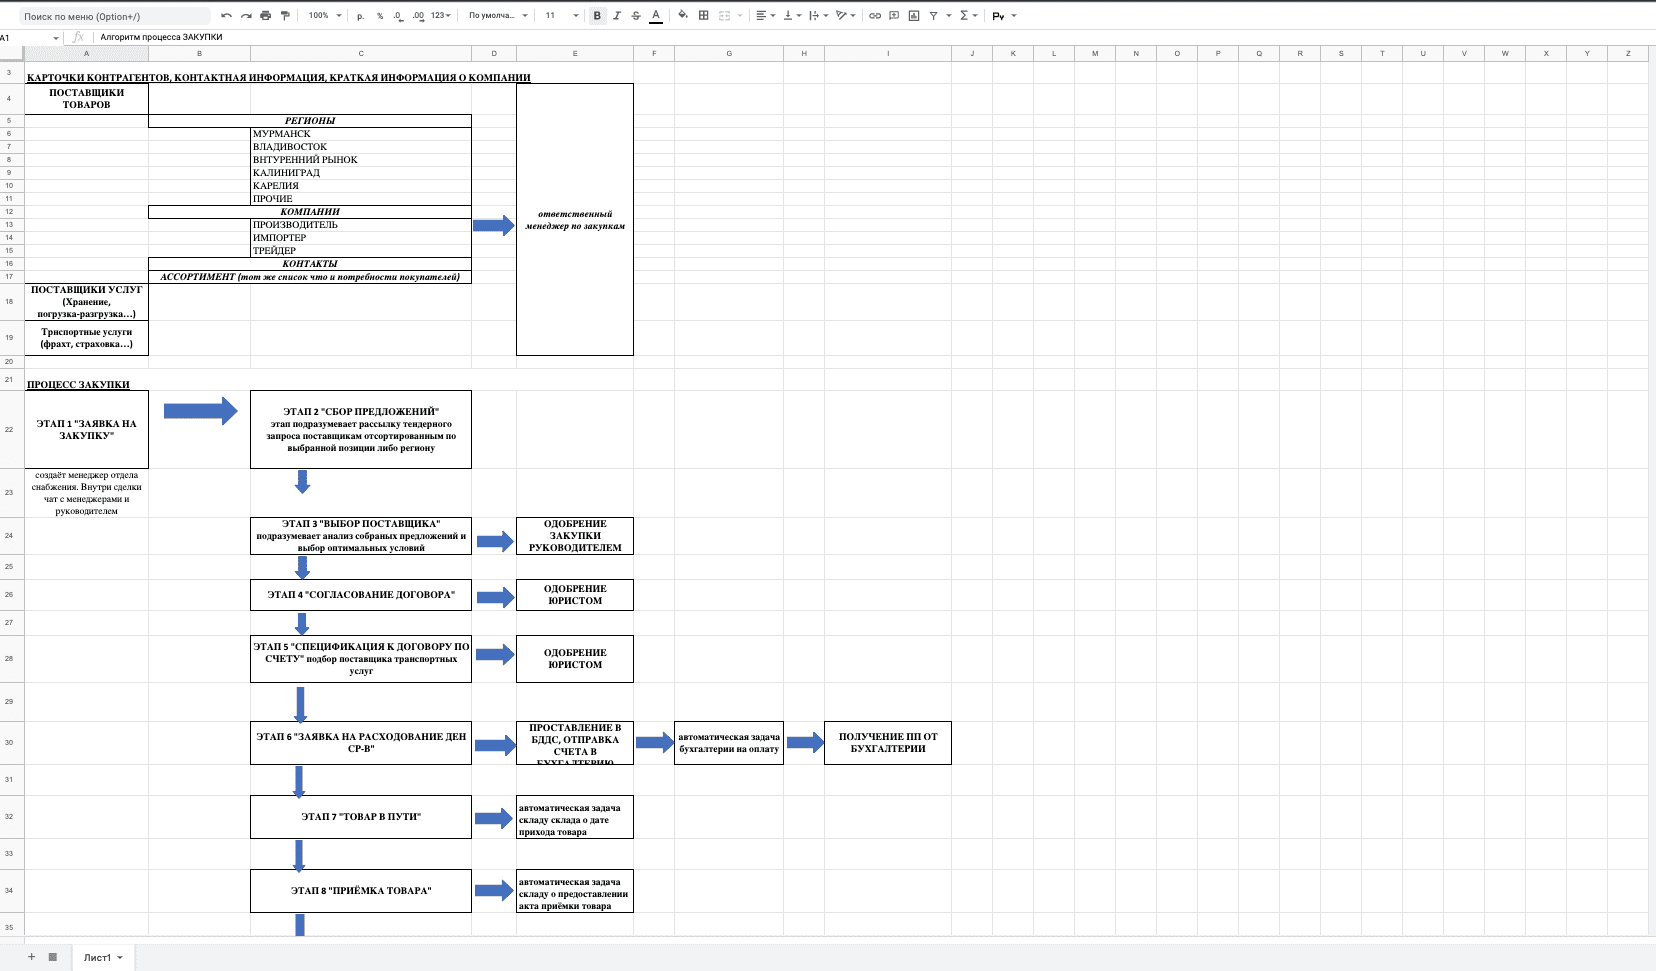 Поиск по меню (Option+/)
100%
р.
%
.0
.00
123
По умолча...
11
B
I
S
A
Pv
A1
fx
Алгоритм процесса ЗАКУПКИ
A B C D E F G H I J K L M N O P Q R S T U V W X Y Z
3
КАРТОЧКИ КОНТРАГЕНТОВ, КОНТАКТНАЯ ИНФОРМАЦИЯ, КРАТКАЯ ИНФОРМАЦИЯ О КОМПАНИИ
4
ПОСТАВЩИКИ
ТОВАРОВ
5
РЕГИОНЫ
6
МУРМАНСК
7
ВЛАДИВОСТОК
8
ВНТУРЕННИЙ РЫНОК
9
КАЛИНИГРАД
10
КАРЕЛИЯ
11
ПРОЧИЕ
12
КОМПАНИИ
ответственный
менеджер по закупкам
13
ПРОИЗВОДИТЕЛЬ
14
ИМПОРТЕР
15
ТРЕЙДЕР
16
КОНТАКТЫ
17
АССОРТИМЕНТ (тот же список что и потребности покупателей)
18
ПОСТАВЩИКИ УСЛУГ
(Хранение,
погрузка-разгрузка...)
19
Трнспортные услуги
(фрахт, страховка...)
20
21
ПРОЦЕСС ЗАКУПКИ
22
ЭТАП 1 "ЗАЯВКА НА
ЗАКУПКУ"
ЭТАП 2 "СБОР ПРЕДЛОЖЕНИЙ"
этап подразумевает рассылку тендерного
запроса поставщикам отсортированным по
выбранной позиции либо региону
23
создаёт менеджер отдела
снабжения. Внутри сделки
чат с менеджерами и
руководителем
24
ЭТАП 3 "ВЫБОР ПОСТАВЩИКА"
подразумевает анализ собраных предложений и
выбор оптимальных условий
ОДОБРЕНИЕ
ЗАКУПКИ
РУКОВОДИТЕЛЕМ
25
26
ЭТАП 4 "СОГЛАСОВАНИЕ ДОГОВОРА"
ОДОБРЕНИЕ
ЮРИСТОМ
27
28
ЭТАП 5 "СПЕЦИФИКАЦИЯ К ДОГОВОРУ ПО
СЧЕТУ" подбор поставщика транспортных
услуг
ОДОБРЕНИЕ
ЮРИСТОМ
29
30
ЭТАП 6 "ЗАЯВКА НА РАСХОДОВАНИЕ ДЕН
СР-В"
ПРОСТАВЛЕНИЕ В
БДДС, ОТПРАВКА
СЧЕТА В
БУХГАЛТЕРИЮ
автоматическая задача
бухгалтерии на оплату
ПОЛУЧЕНИЕ ПП ОТ
БУХГАЛТЕРИИ
31
32
ЭТАП 7 "ТОВАР В ПУТИ"
автоматическая задача
складу склада о дате
прихода товара
33
34
ЭТАП 8 "ПРИЁМКА ТОВАРА"
автоматическая задача
складу о предоставлении
акта приёмки товара
35
Лист1